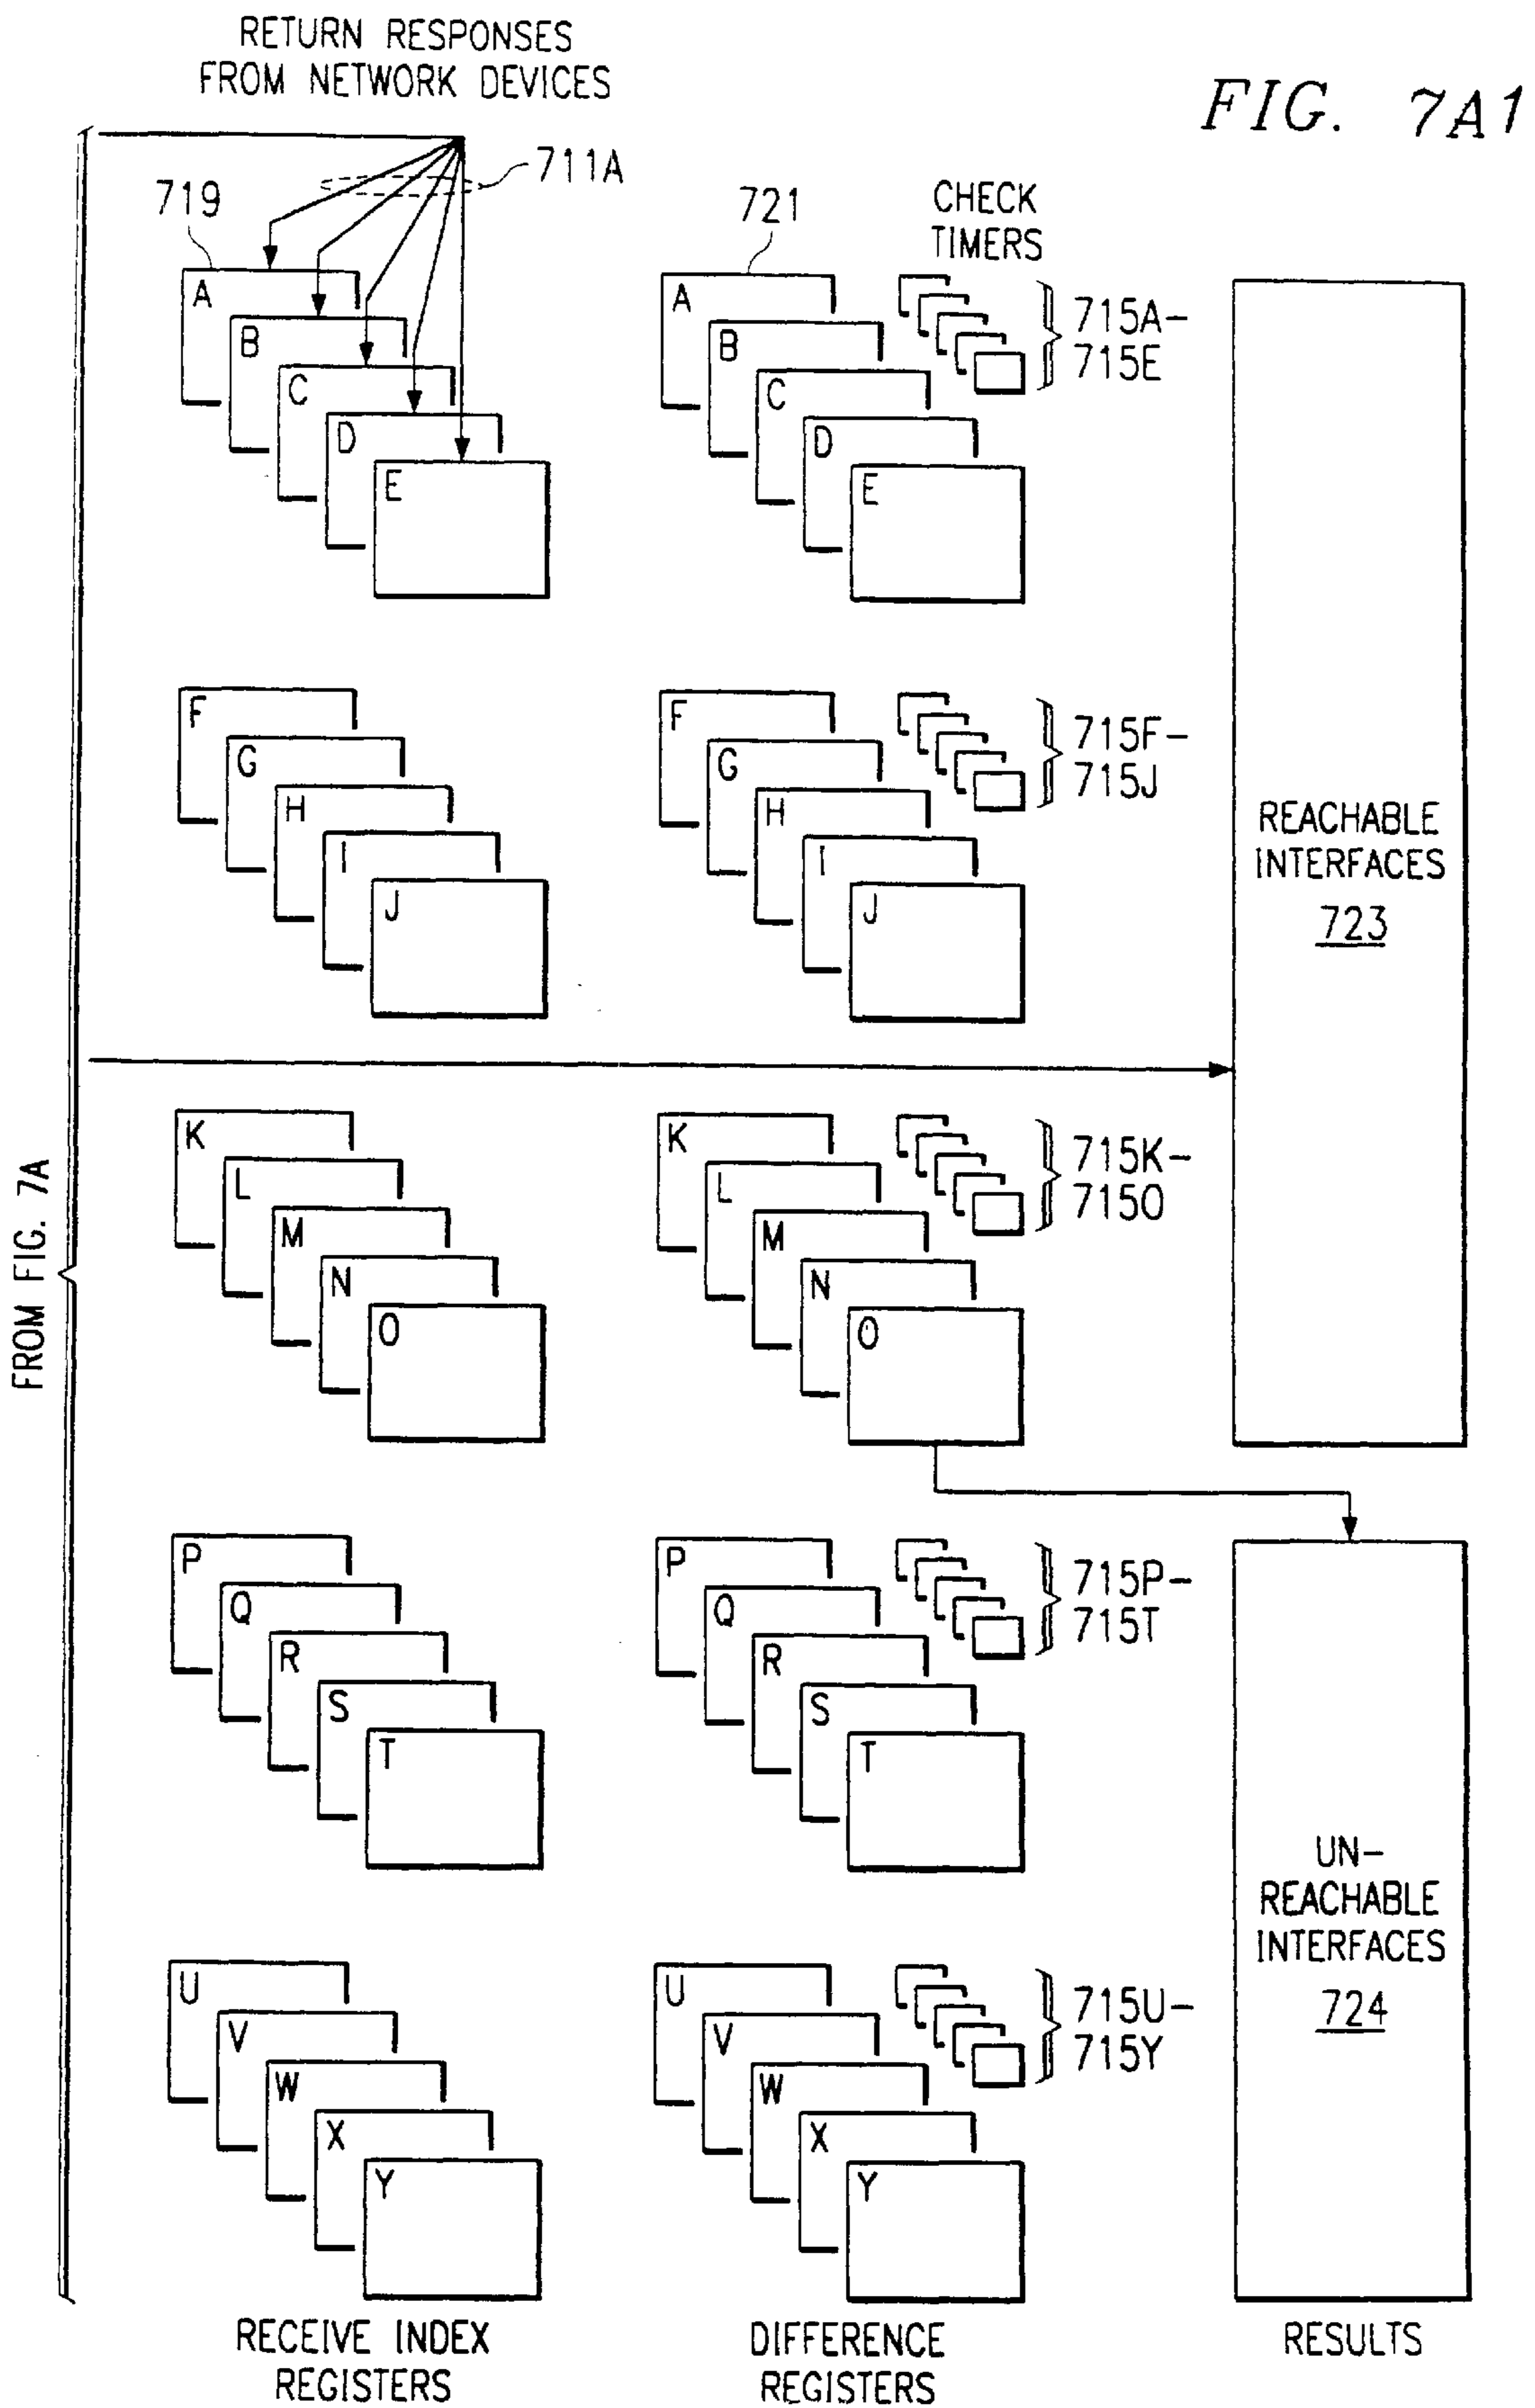 RETURN RESPONSES
FROM NETWORK DEVICES
FIG. 7A1
711A
719
721
CHECK
TIMERS
A
B
C
D
E
A
B
C
D
E
715A-
715E
F
G
H
I
J
F
G
H
I
J
715F-
715J
REACHABLE
INTERFACES
723
FROM FIG. 7A
K
L
M
N
O
K
L
M
N
O
715K-
715O
P
Q
R
S
T
P
Q
R
S
T
715P-
715T
UN-
REACHABLE
INTERFACES
724
U
V
W
X
Y
U
V
W
X
Y
715U-
715Y
RECEIVE INDEX
REGISTERS
DIFFERENCE
REGISTERS
RESULTS